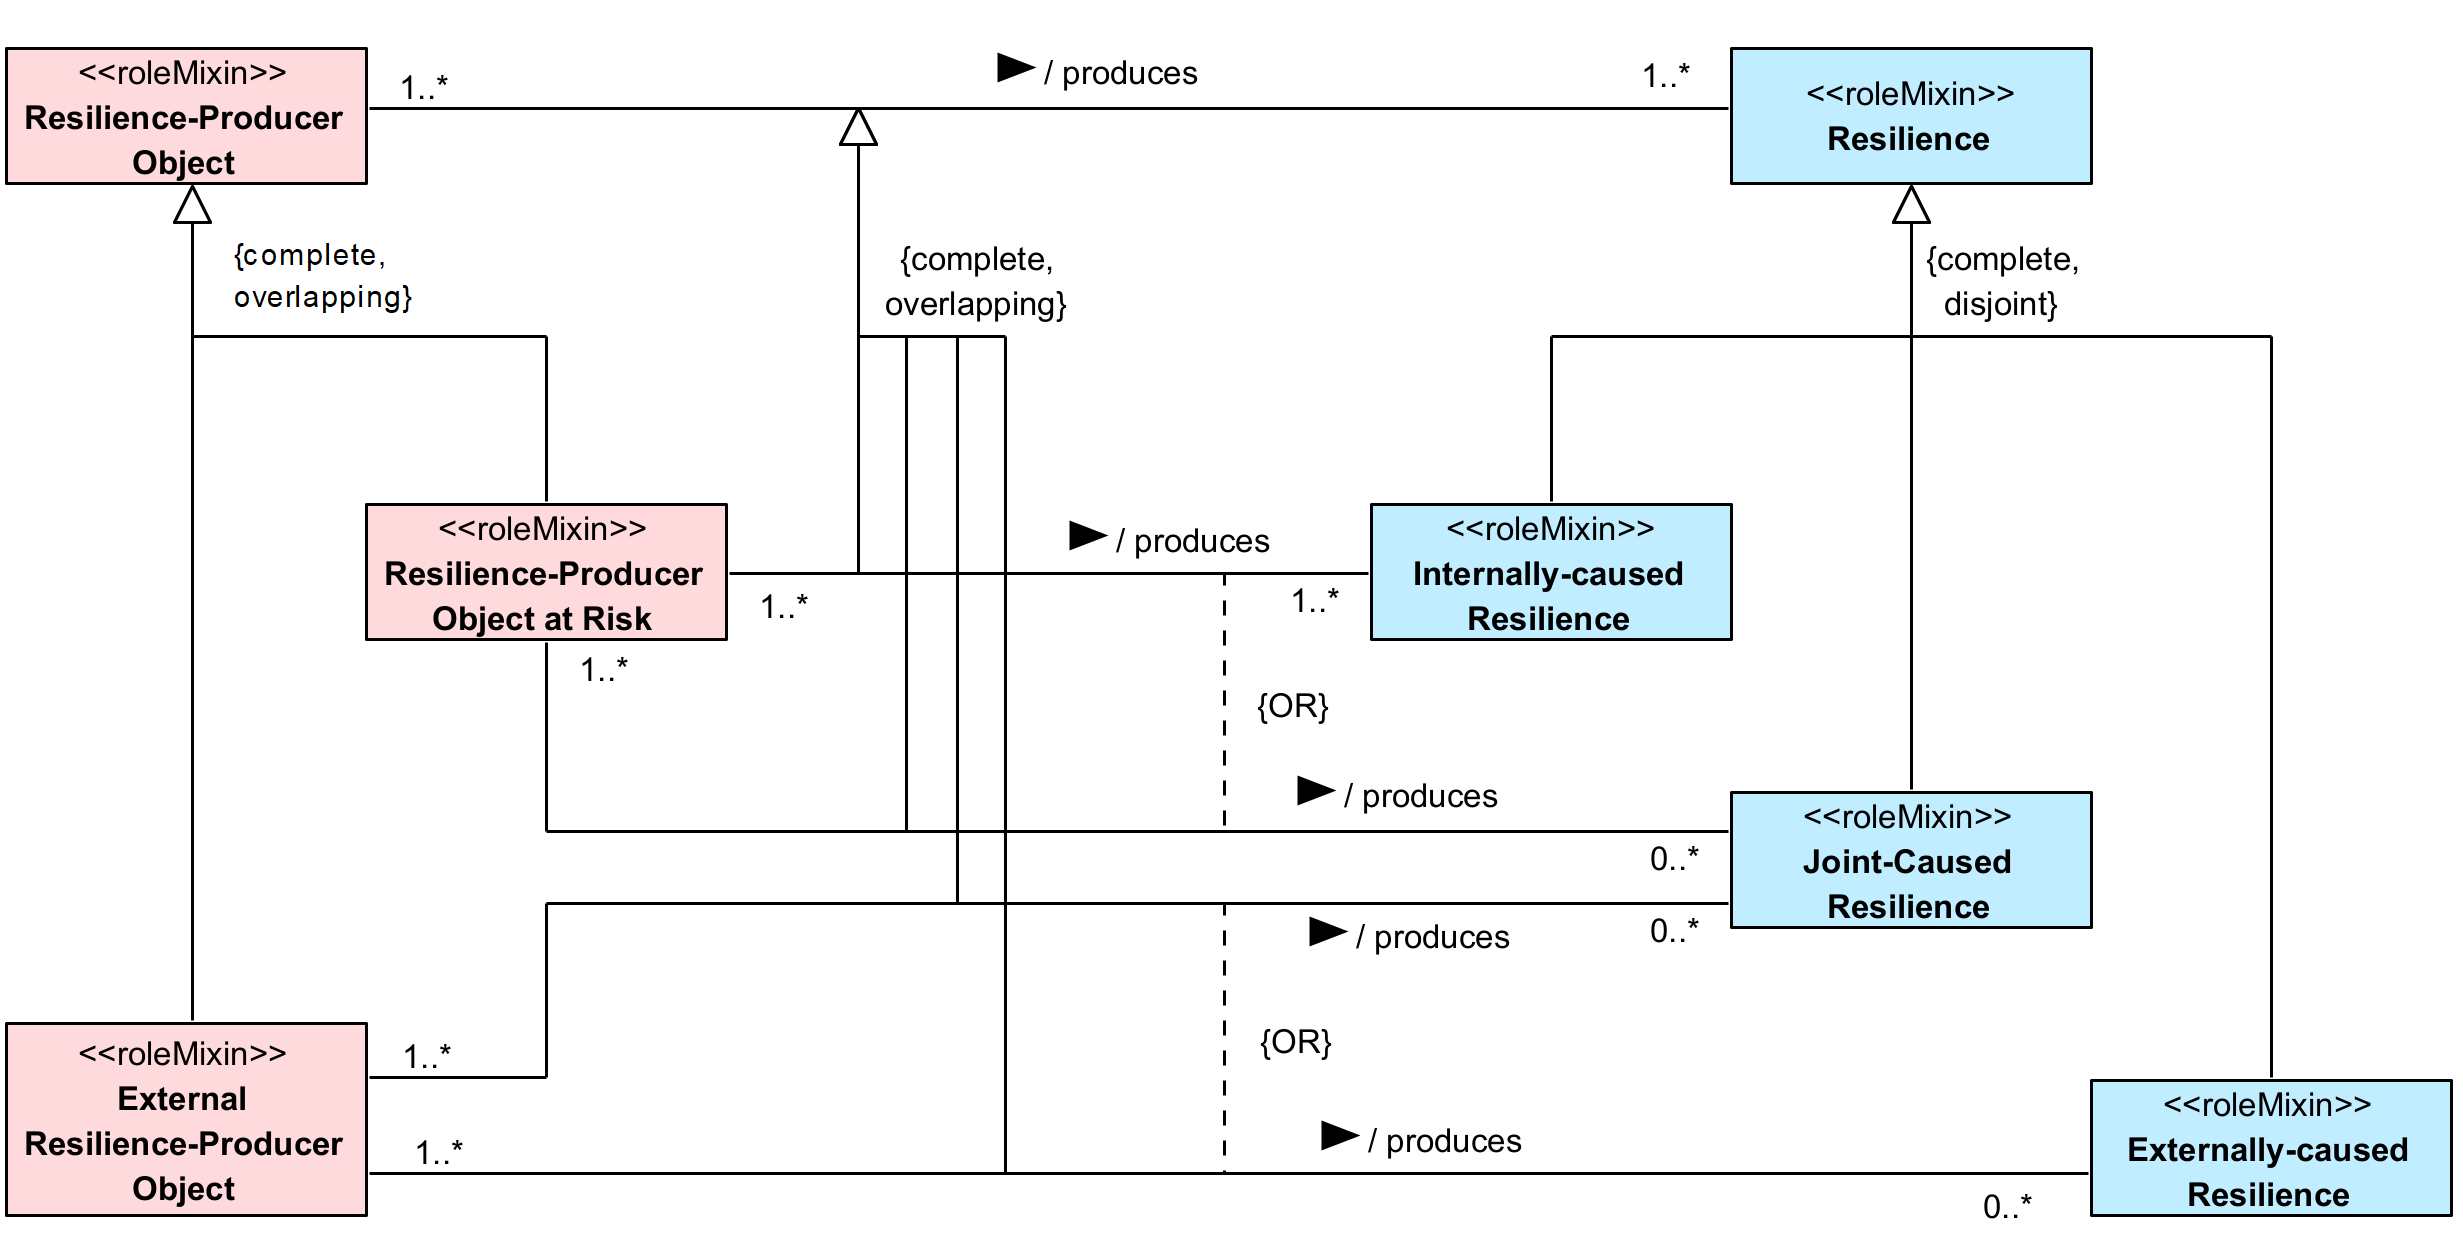 <<roleMixin>>
Resilience-Producer
Object
1..*
/ produces
1..*
<<roleMixin>>
Resilience
{complete,
overlapping}
{complete,
overlapping}
{complete,
disjoint}
<<roleMixin>>
Resilience-Producer
Object at Risk
1..*
/ produces
1..*
<<roleMixin>>
Internally-caused
Resilience
1..*
{OR}
/ produces
0..*
<<roleMixin>>
Joint-Caused
Resilience
/ produces
0..*
<<roleMixin>>
External
Resilience-Producer
Object
1..*
{OR}
1..*
/ produces
0..*
<<roleMixin>>
Externally-caused
Resilience